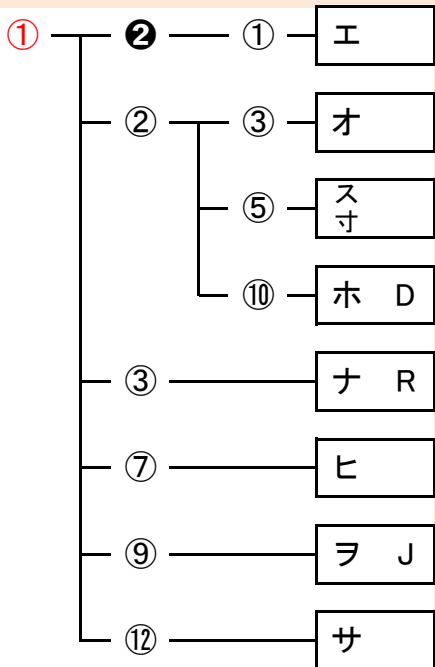 ① ❷ ① エ
② ③ オ
⑤ ス
寸
⑩ ホ D
③ ナ R
⑦ ヒ
⑨ ヲ J
⑫ サ